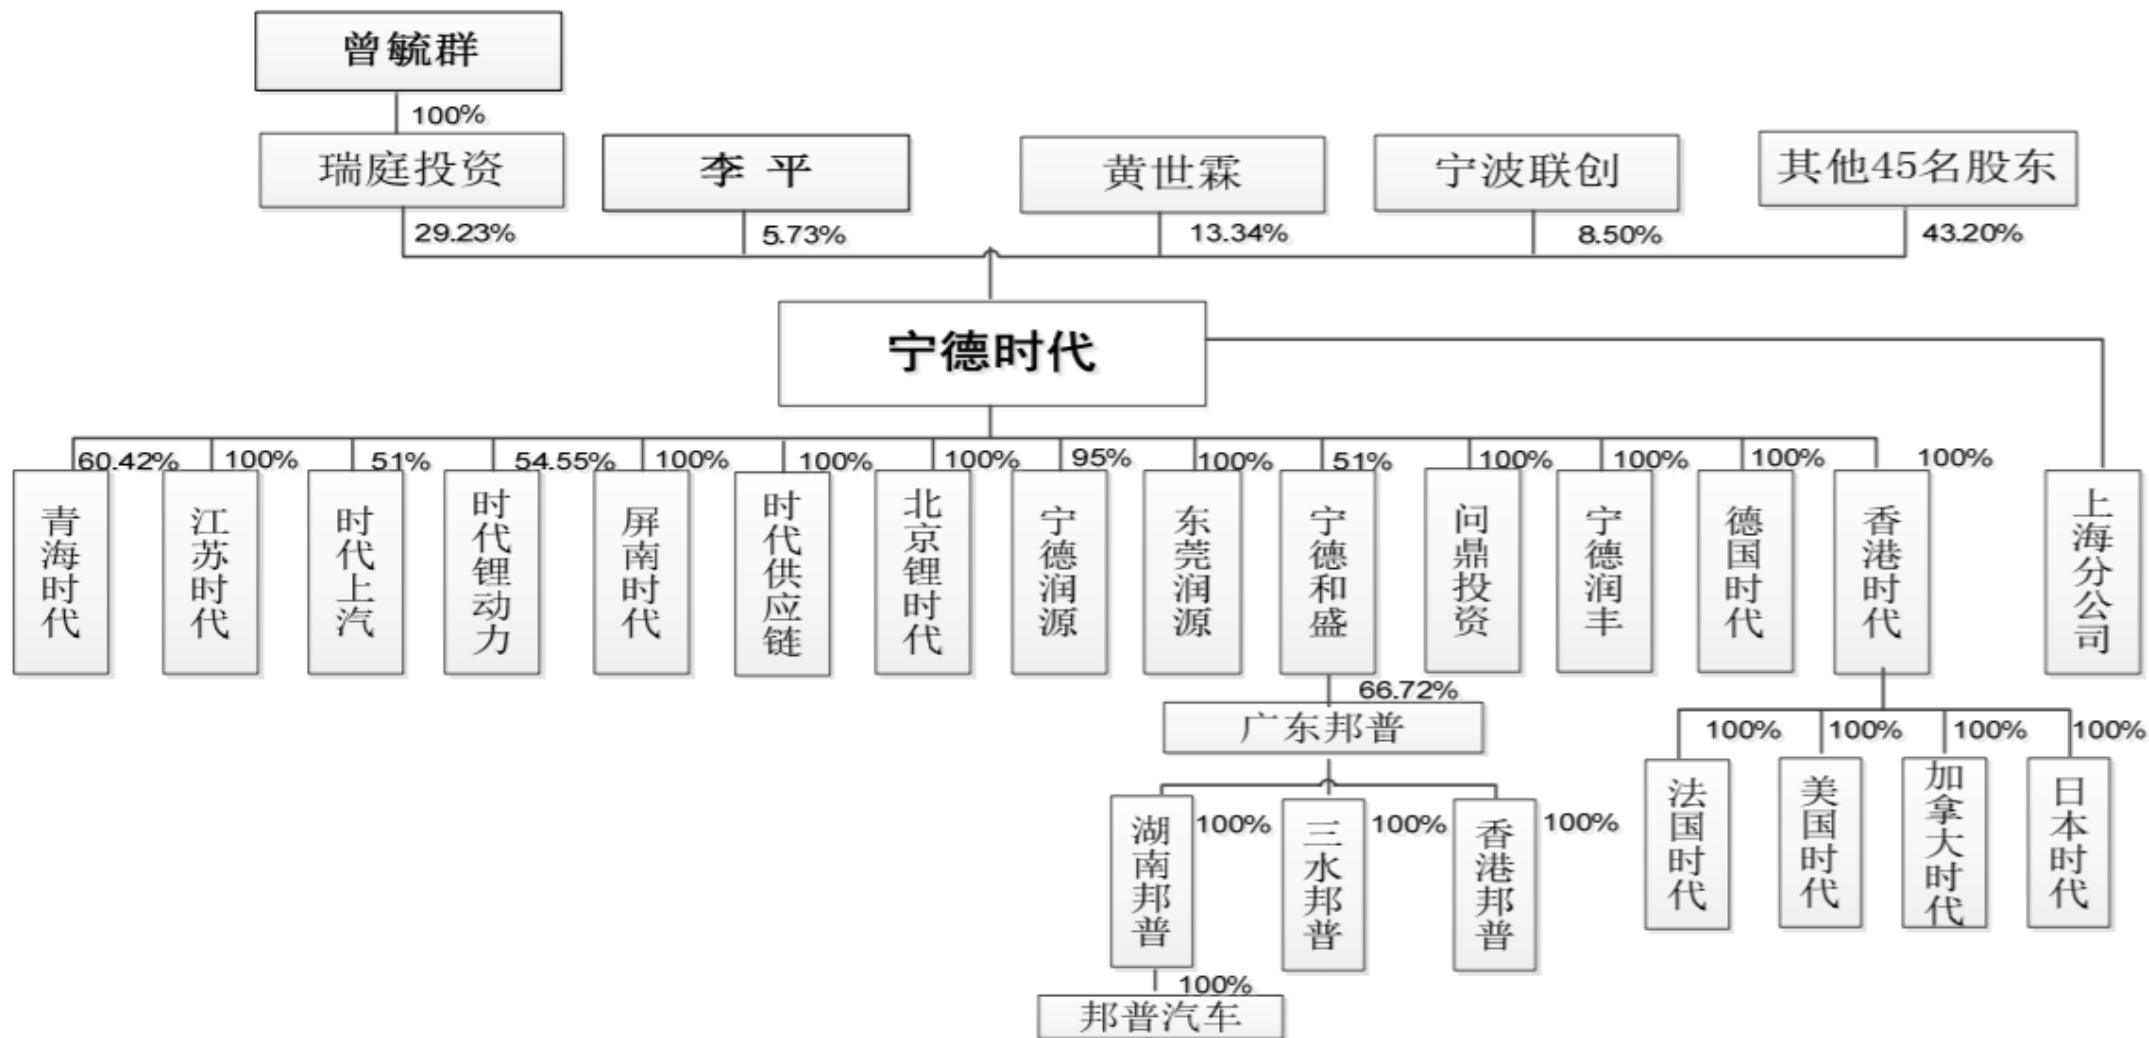 曾毓群
100%
瑞庭投资
李 平
黄世霖
宁波联创
其他45名股东
29.23%
5.73%
13.34%
8.50%
43.20%
宁德时代
60.42%
100%
51%
54.55%
100%
100%
100%
95%
100%
51%
100%
100%
100%
100%
青海时代
江苏时代
时代上汽
时代锂动力
屏南时代
时代供应链
北京锂时代
宁德润源
东莞润源
宁德和盛
问鼎投资
宁德润丰
德国时代
香港时代
上海分公司
66.72%
广东邦普
100%
100%
100%
100%
法国时代
美国时代
加拿大时代
日本时代
湖南邦普
100%
三水邦普
100%
香港邦普
100%
100%
邦普汽车